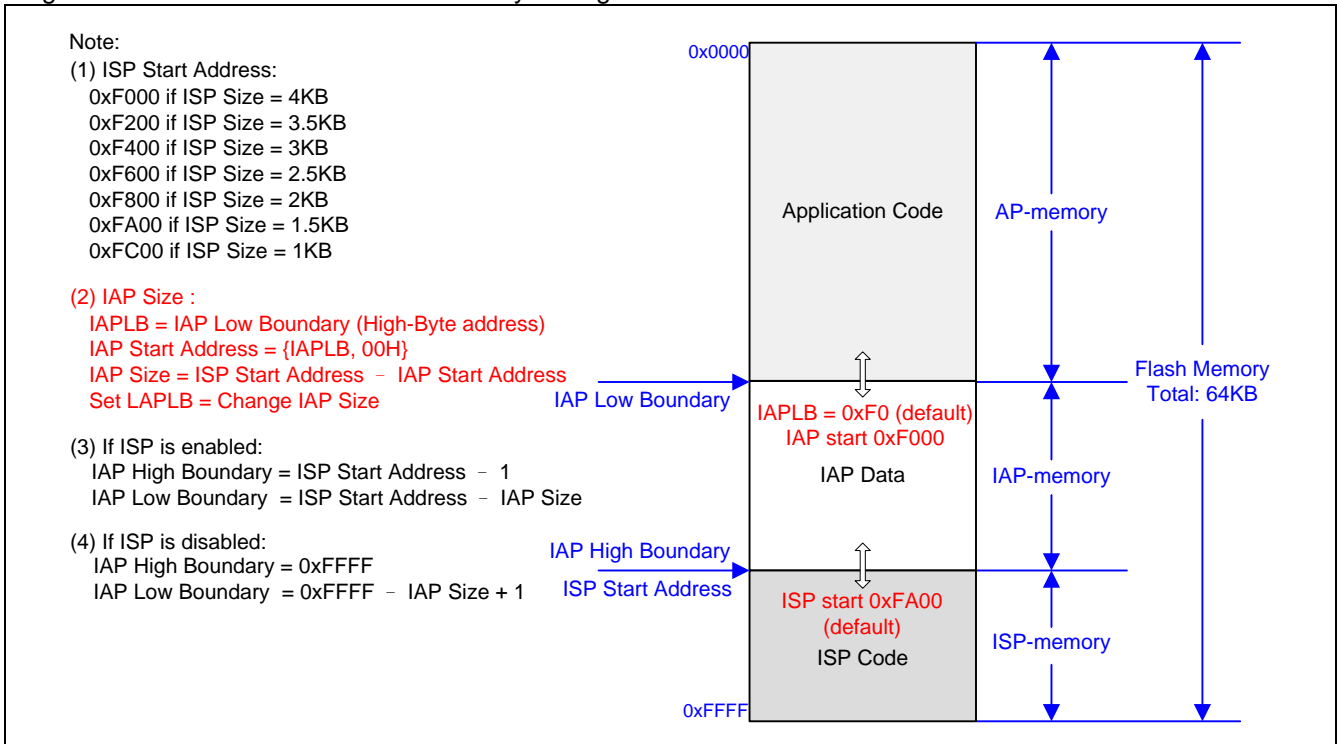 Note:
(1) ISP Start Address:
0xF000 if ISP Size = 4KB
0xF200 if ISP Size = 3.5KB
0xF400 if ISP Size = 3KB
0xF600 if ISP Size = 2.5KB
0xF800 if ISP Size = 2KB
0xFA00 if ISP Size = 1.5KB
0xFC00 if ISP Size = 1KB
(2) IAP Size :
IAPLB = IAP Low Boundary (High-Byte address)
IAP Start Address = {IAPLB, 00H}
IAP Size = ISP Start Address – IAP Start Address
Set LAPLB = Change IAP Size
(3) If ISP is enabled:
IAP High Boundary = ISP Start Address – 1
IAP Low Boundary = ISP Start Address – IAP Size
(4) If ISP is disabled:
IAP High Boundary = 0xFFFF
IAP Low Boundary = 0xFFFF – IAP Size + 1
0x0000
Application Code
AP-memory
Flash Memory
Total: 64KB
IAP Low Boundary
IAPLB = 0xF0 (default)
IAP start 0xF000
IAP Data
IAP-memory
IAP High Boundary
ISP Start Address
ISP start 0xFA00
(default)
ISP Code
ISP-memory
0xFFFF